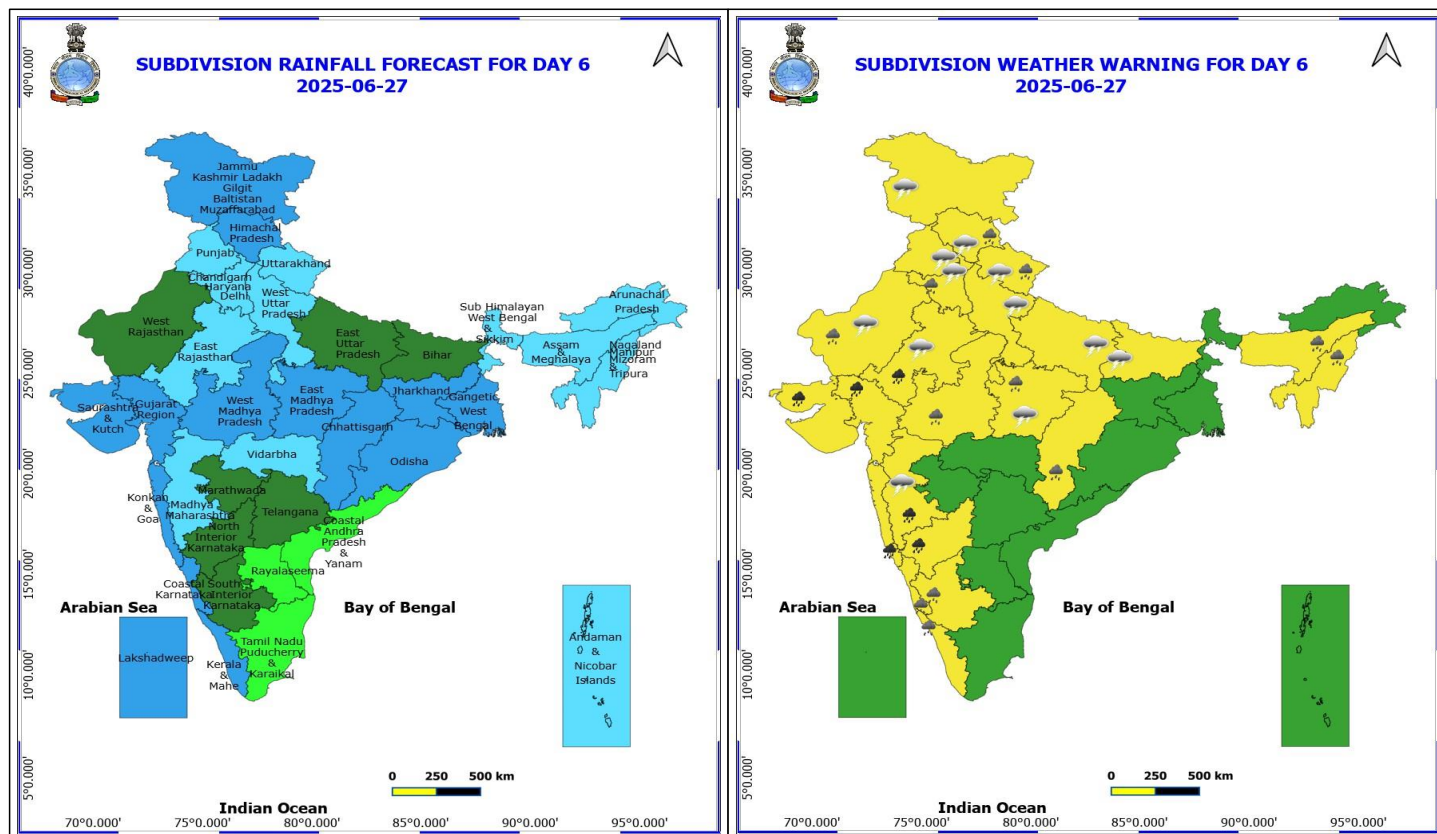 SUBDIVISION RAINFALL FORECAST FOR DAY 6
2025-06-27
40°0.000'
35°0.000'
30°0.000'
25°0.000'
20°0.000'
15°0.000'
10°0.000'
5°0.000'
Jammu
Kashmir Ladakh
Gilgit
Baltistan
Muzaffarabad
Himachal
Pradesh
Punjab
Uttarakhand
Chandigarh
Haryana
Delhi
West
Uttar
Pradesh
West
Rajasthan
East
Rajasthan
East
Uttar
Pradesh
Bihar
Sub Himalayan
West Bengal
&
Sikkim
Arunachal
Pradesh
Assam
&
Meghalaya
Nagaland
Manipur
Mizoram
&
Tripura
Saurashtra
&
Kutch
Gujarat
Region
West
Madhya
Pradesh
East
Madhya
Pradesh
Jharkhand
Gangetic
West
Bengal
Chhattisgarh
Odisha
Vidarbha
Konkan
&
Goa
Madhya
Maharashtra
Marathwada
Telangana
North
Interior
Karnataka
Coastal
Andhra
Pradesh
&
Yanam
Rayalaseema
Coastal
Karnataka
South
Interior
Karnataka
Tamil Nadu
Puducherry
&
Karaikal
Kerala
&
Mahe
Arabian Sea
Bay of Bengal
Lakshadweep
Andaman
&
Nicobar
Islands
0 250 500 km
Indian Ocean
70°0.000' 75°0.000' 80°0.000' 85°0.000' 90°0.000' 95°0.000'
SUBDIVISION WEATHER WARNING FOR DAY 6
2025-06-27
40°0.000'
35°0.000'
30°0.000'
25°0.000'
20°0.000'
15°0.000'
10°0.000'
5°0.000'
Arabian Sea
Bay of Bengal
0 250 500 km
Indian Ocean
70°0.000' 75°0.000' 80°0.000' 85°0.000' 90°0.000' 95°0.000'